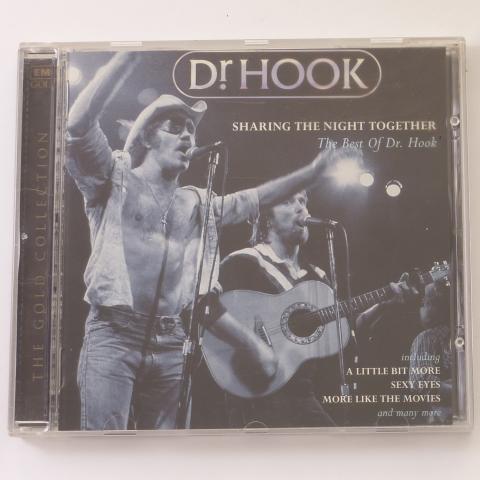 Dr. HOOK
SHARING THE NIGHT TOGETHER
The Best Of Dr. Hook
including
A LITTLE BIT MORE
SEXY EYES
MORE LIKE THE MOVIES
and many more
THE GOLD COLLECTION